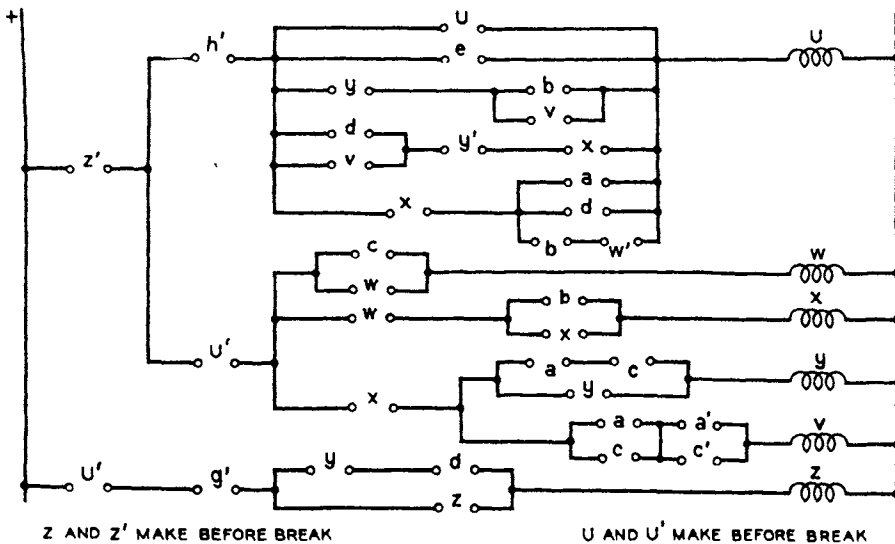 +
U
h' e U
y b
v
d
y' x
z' v
a
x d
b w'
c
w w
w b x
x
U'
a c y
x y
a a' v
c c'
y d z
U' g'
z
Z AND Z' MAKE BEFORE BREAK U AND U' MAKE BEFORE BREAK